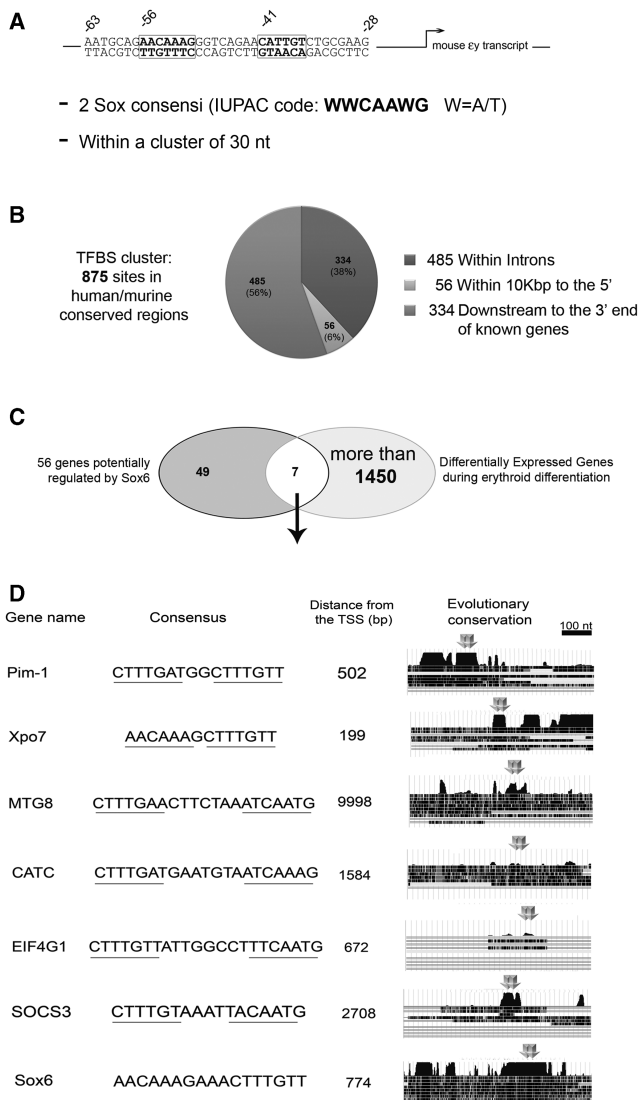 A
-63
-56
-41
-28
AATGCAGAACAAAGGGTCAGAACATTGTCTGCGAAG
TTACGTCTTGTTTCCCAGTCTTGTAACAGACGCTTC
mouse εy transcript
- 2 Sox consensi (IUPAC code: WWCAAWG W=A/T)
- Within a cluster of 30 nt
B
TFBS cluster:
875 sites in
human/murine
conserved regions
334
(38%)
485
(56%)
56
(6%)
485 Within Introns
56 Within 10Kbp to the 5'
334 Downstream to the 3' end
of known genes
C
56 genes potentially
regulated by Sox6
49
7
more than
1450
Differentially Expressed Genes
during erythroid differentiation
D
Gene name
Consensus
Distance from
the TSS (bp)
Evolutionary
conservation
100 nt
Pim-1 CTTTGATGGCTTTGTT 502
Xpo7 AACAAAGCTTTGTT 199
MTG8 CTTTGAACTTCTAAATCAATG 9998
CATC CTTTGATGAATGTAATCAAAG 1584
EIF4G1 CTTTGTTATTGGCCTTTCAATG 672
SOCS3 CTTTGTAAATTACAATG 2708
Sox6 AACAAAGAAACTTTGTT 774